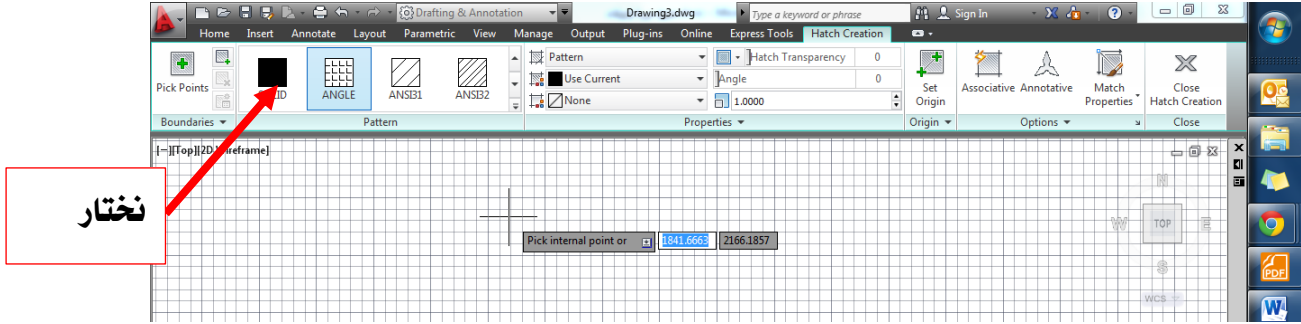 Drafting & Annotation Drawing3.dwg Type a keyword or phrase Sign In
Home Insert Annotate Layout Parametric View Manage Output Plug-ins Online Express Tools Hatch Creation
Pattern Hatch Transparency 0
Use Current Angle 0
None 1.0000
Pick Points
ANGLE ANSI31 ANSI32
Set Origin
Associative Annotative
Match Properties
Close Hatch Creation
Boundaries Pattern Properties Origin Options Close
[−][Top][2D
نختار
Pick internal point or 1841.6663 2166.1857
N
W TOP E
S
WCS
PDF
W